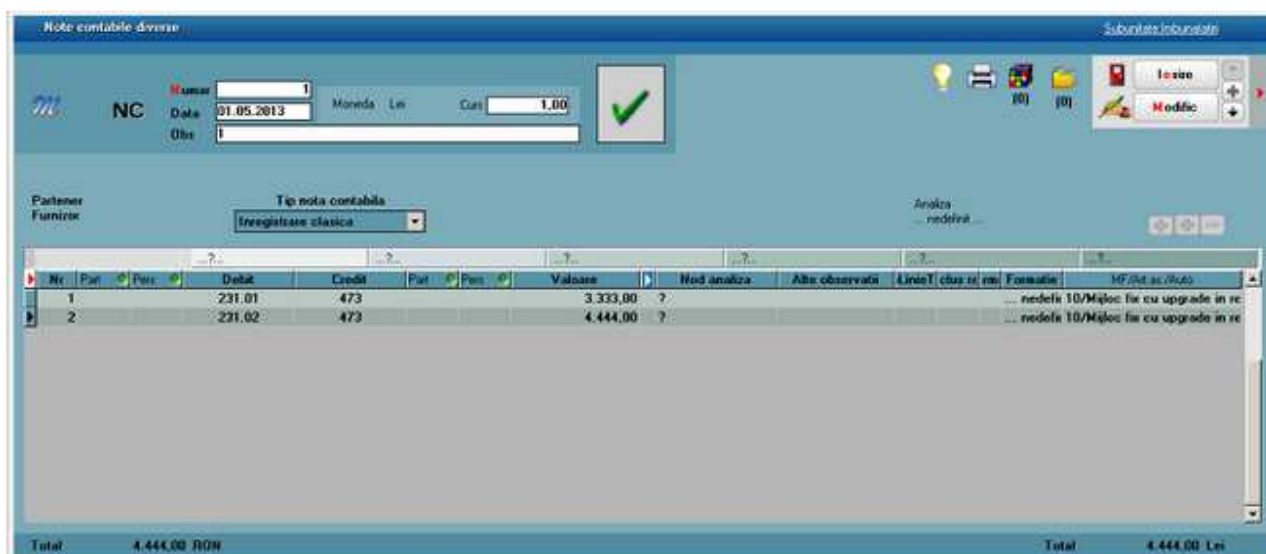 Note contabile diverse
NC
Numar 1
Data 01.05.2013
Moneda Lei Curs 1,00
Obs 1
(0) (0)
Iesire
Modific
Partener
Furnizor
Tip nota contabila
Inregistrare clasica
Analiza
... nedefinit ...
...?... ...?... ...?... ...?... ...?... ...?...
Nr Part Pers Debit Credit Part Pers Valoare Nod analiza Alte observatii LinieT Formatie MF/Art as./Auto
1 231.01 473 3.333,00 ? ... nedefi 10/Mijloc fix cu upgrade in re
2 231.02 473 4.444,00 ? ... nedefi 10/Mijloc fix cu upgrade in re
Total 4.444,00 RON Total 4.444,00 Lei